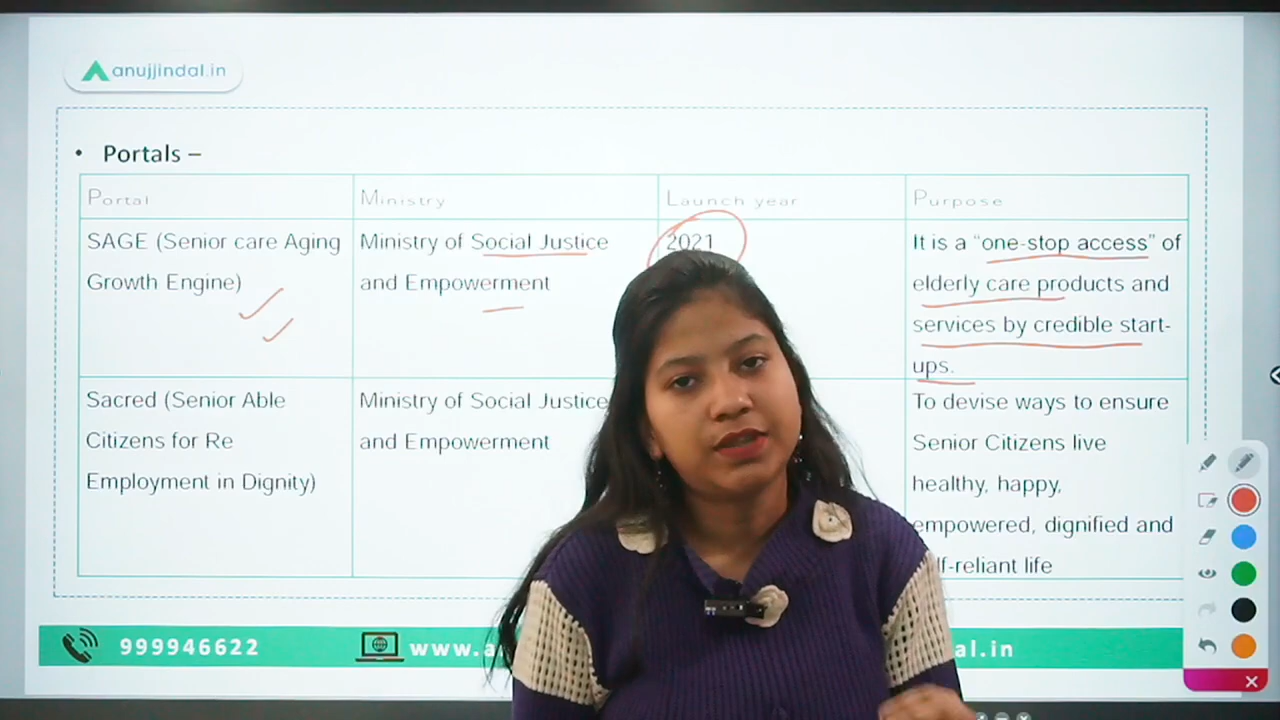 anujjindal.in
• Portals –
Portal
Ministry
Launch year
Purpose
SAGE (Senior care Aging
Growth Engine)
Ministry of Social Justice
and Empowerment
2021
It is a “one-stop access” of
elderly care products and
services by credible start-
ups.
Sacred (Senior Able
Citizens for Re
Employment in Dignity)
Ministry of Social Justice
and Empowerment
To devise ways to ensure
Senior Citizens live
healthy, happy,
empowered, dignified and
lf-reliant life
999946622
www.a
al.in